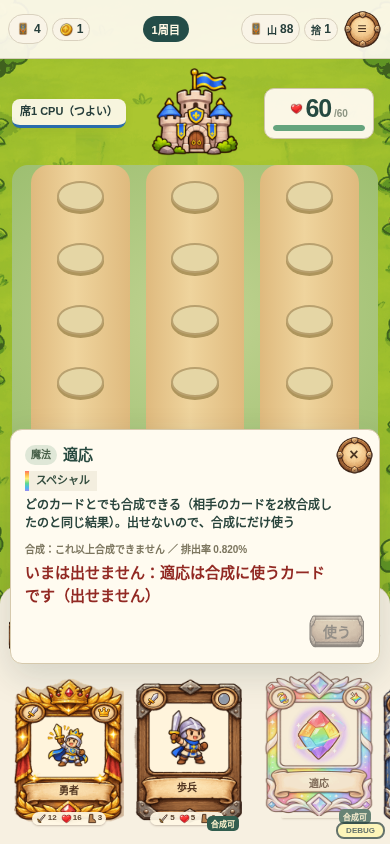 4
1
1周目
山 88
捨 1
席1 CPU（つよい）
60 /60
魔法 適応
スペシャル
どのカードとでも合成できる（相手のカードを2枚合成し
たのと同じ結果）。出せないので、合成にだけ使う
合成：これ以上合成できません ／ 排出率 0.820%
いまは出せません：適応は合成に使うカード
です（出せません）
使う
勇者
12 16 3
歩兵
5 5
合成可
適応
合成可
DEBUG